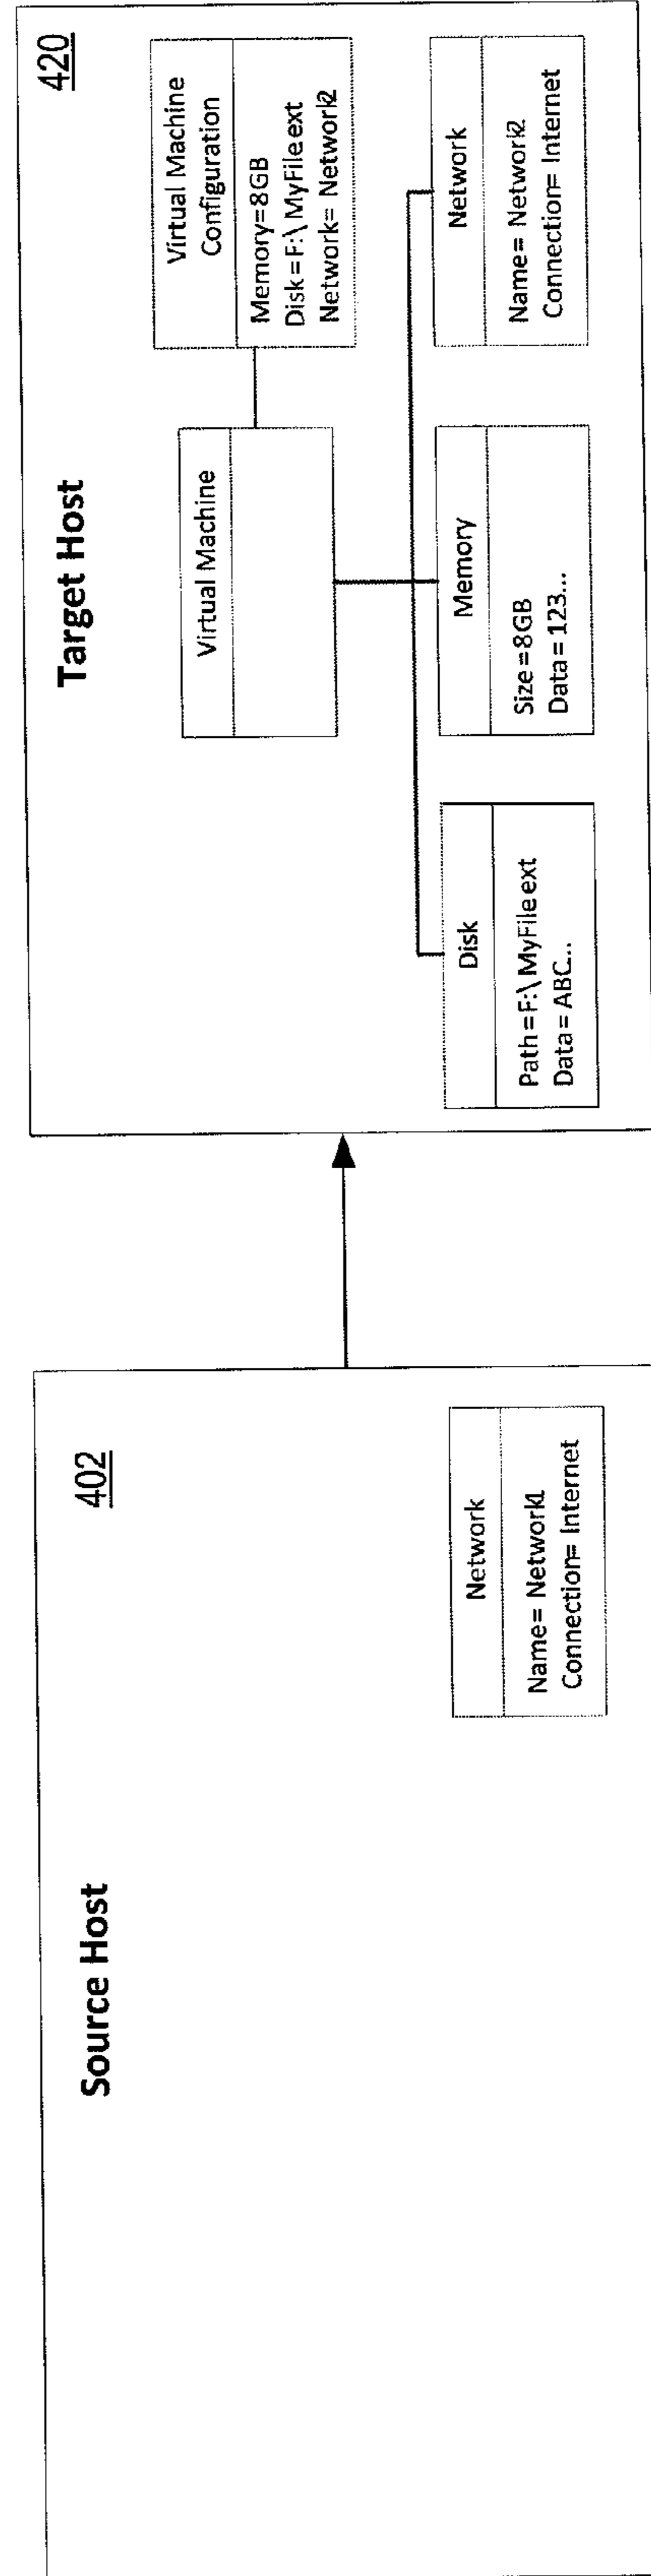 Source Host
402
Network
Name= Network1
Connection= Internet
Target Host
420
Virtual Machine
Virtual Machine
Configuration
Memory=8GB
Disk=F:\MyFile.ext
Network= Network2
Disk
Path=F:\MyFile.ext
Data=ABC...
Memory
Size=8GB
Data=123...
Network
Name= Network2
Connection= Internet